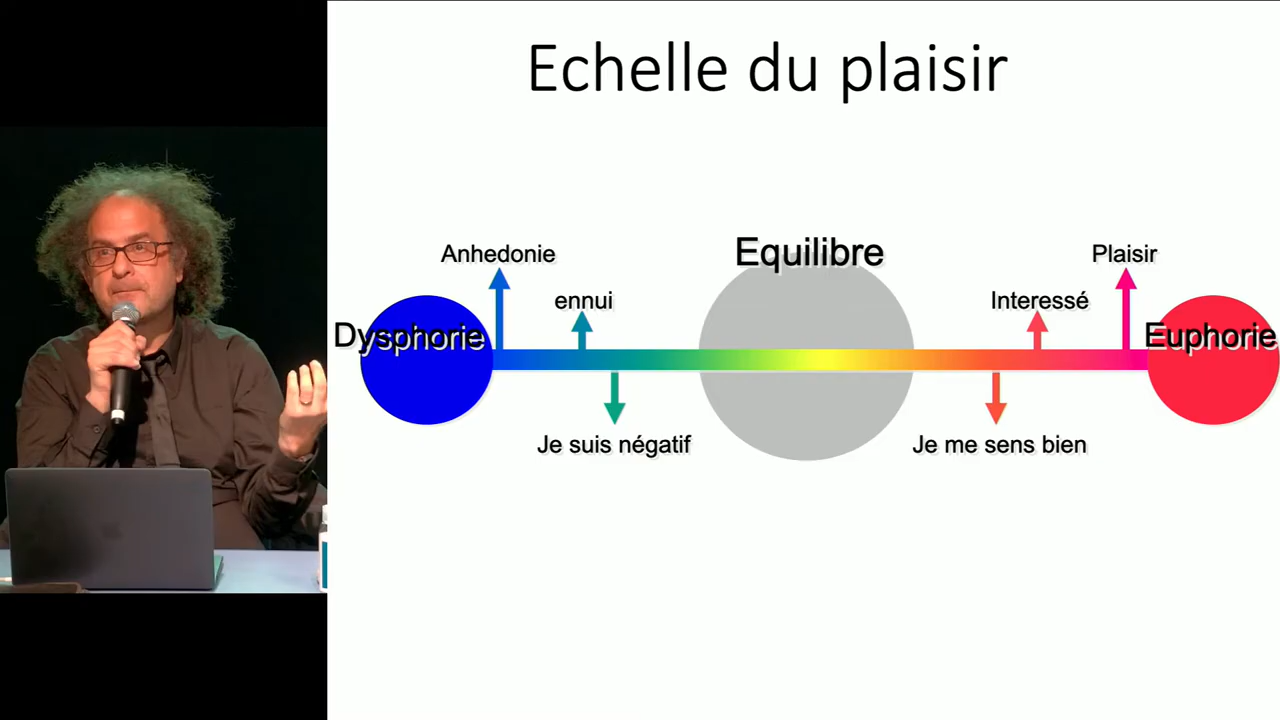 Echelle du plaisir
Equilibre
Anhedonie
Plaisir
ennui
Interessé
Dysphorie
Euphorie
Je suis négatif
Je me sens bien